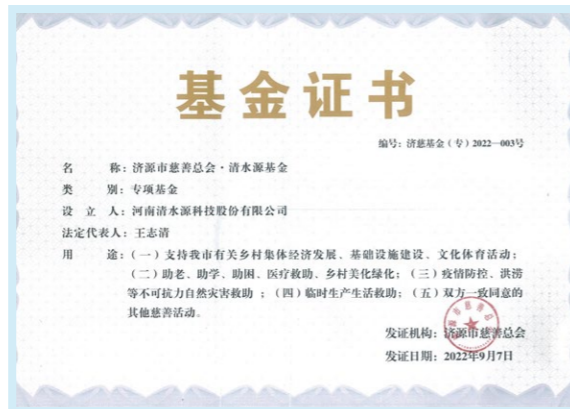 基金证书
编号：济慈基金（专）2022—003号
名 称：济源市慈善总会·清水源基金
类 别：专项基金
设 立 人：河南清水源科技股份有限公司
法定代表人：王志清
用 途：（一）支持我市有关乡村集体经济发展、基础设施建设、文化体育活动；
（二）助老、助学、助困、医疗救助、乡村美化绿化；（三）疫情防控、洪涝
等不可抗力自然灾害救助 ；（四）临时生产生活救助；（五）双方一致同意的
其他慈善活动。
发证机构：济源市慈善总会
发证日期：2022年9月7日